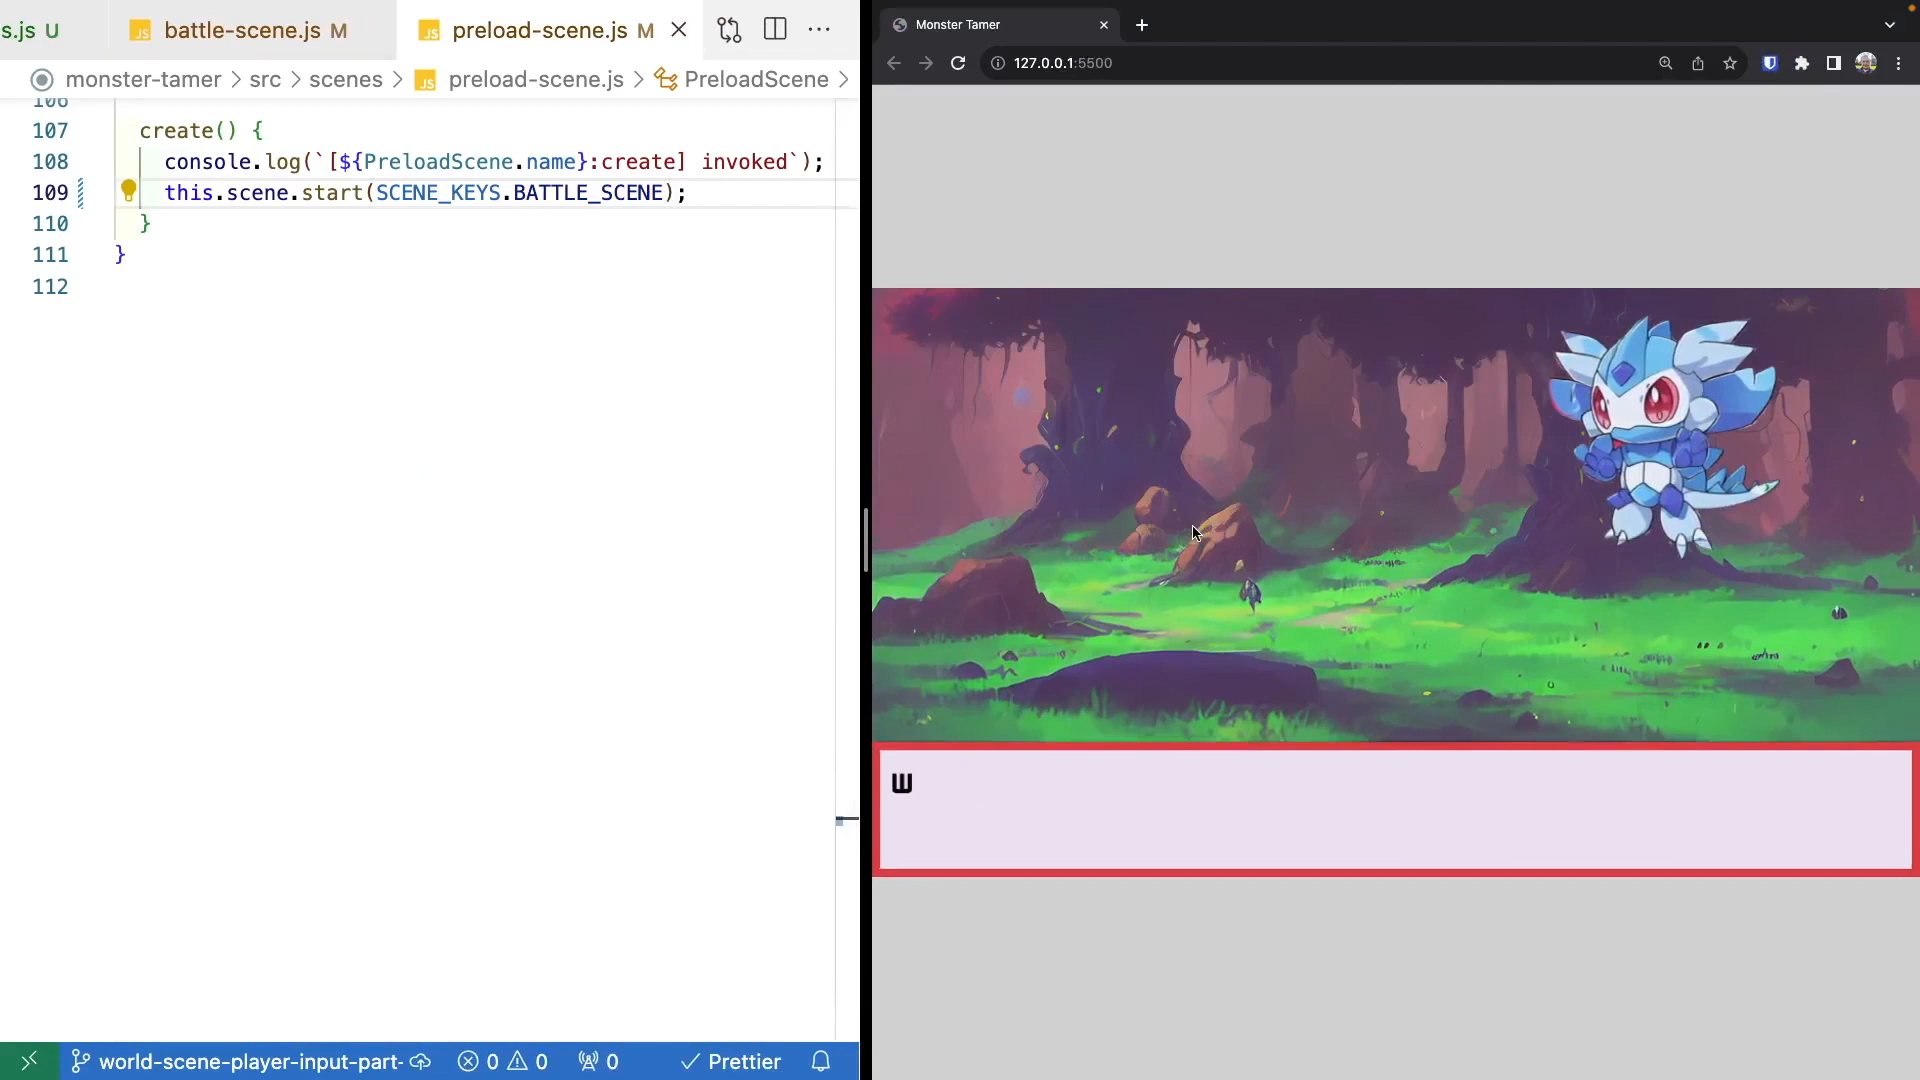 s.js U
battle-scene.js M
preload-scene.js M
monster-tamer > src > scenes > preload-scene.js > PreloadScene >
106
107 create() {
108 console.log(`[${PreloadScene.name}:create] invoked`);
109 this.scene.start(SCENE_KEYS.BATTLE_SCENE);
110 }
111 }
112
world-scene-player-input-part- 0 0 0 Prettier
Monster Tamer
127.0.0.1:5500
W